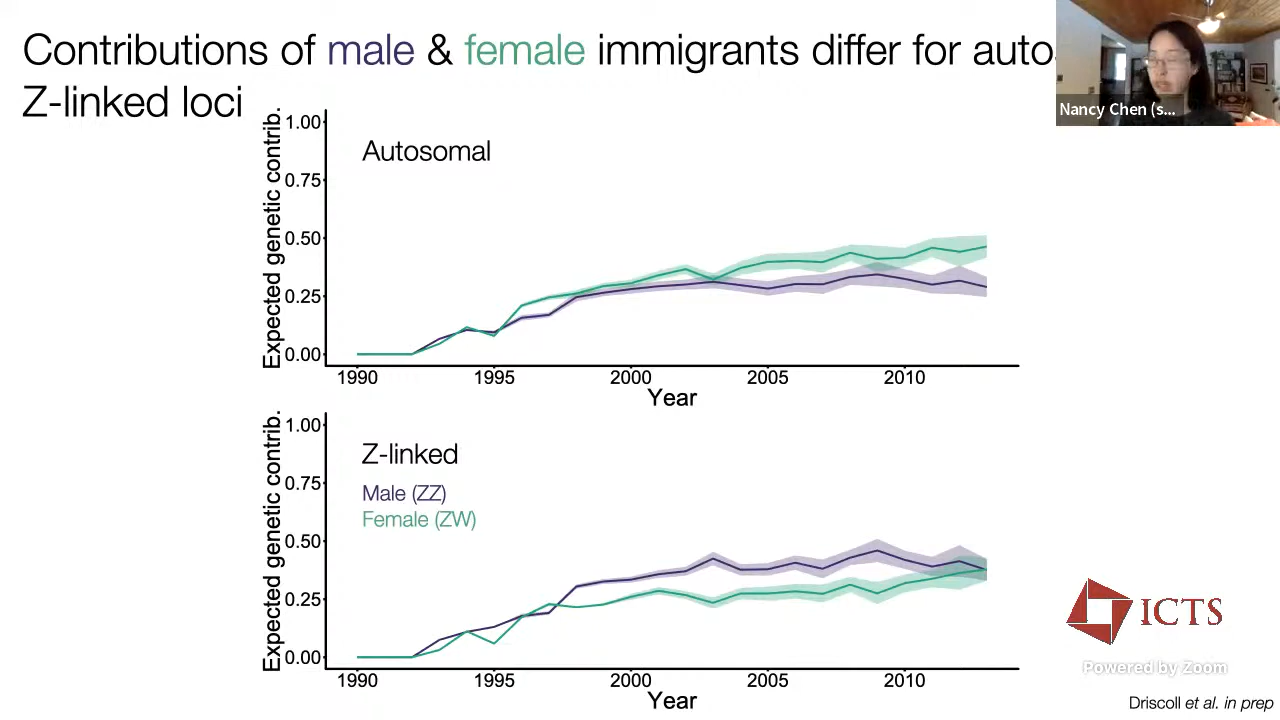 Contributions of male & female immigrants differ for auto
Z-linked loci
Nancy Chen (s...
Expected genetic contrib.
1.00
0.75
0.50
0.25
0.00
Autosomal
1990 1995 2000 2005 2010
Year
Expected genetic contrib.
1.00
0.75
0.50
0.25
0.00
Z-linked
Male (ZZ)
Female (ZW)
1990 1995 2000 2005 2010
Year
ICTS
Powered by Zoom
Driscoll et al. in prep